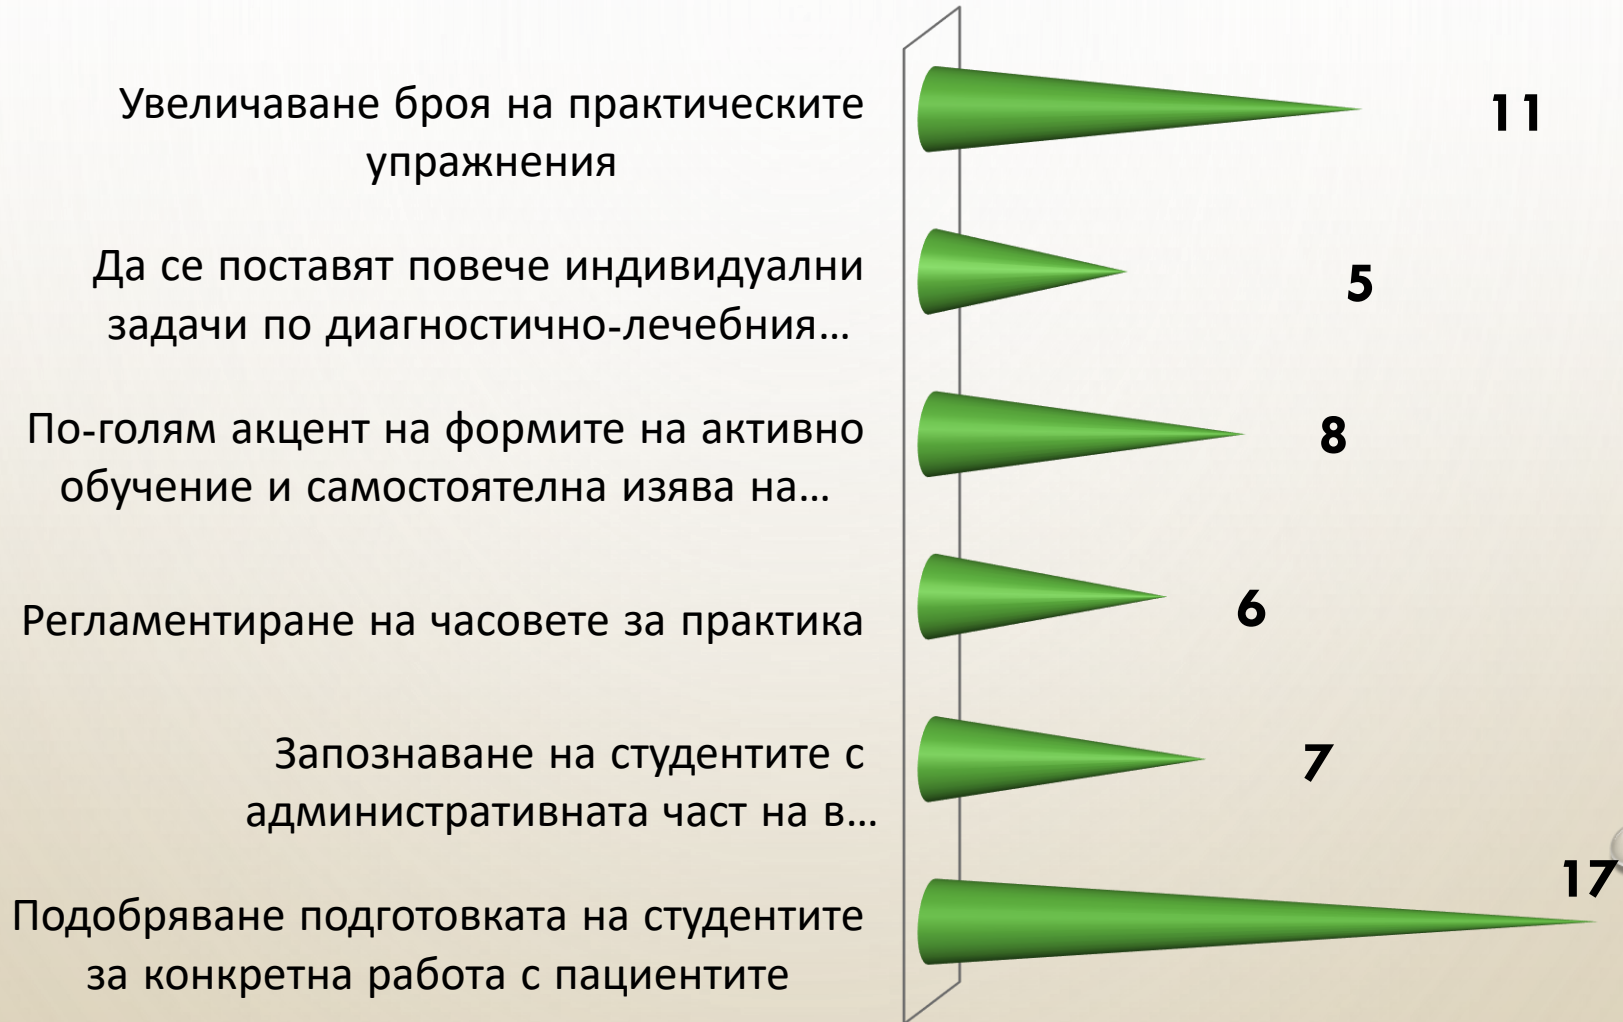 Увеличаване броя на практическите
упражнения
11
Да се поставят повече индивидуални
задачи по диагностично-лечебния…
5
По-голям акцент на формите на активно
обучение и самостоятелна изява на…
8
Регламентиране на часовете за практика
6
Запознаване на студентите с
административната част на в…
7
Подобряване подготовката на студентите
за конкретна работа с пациентите
17